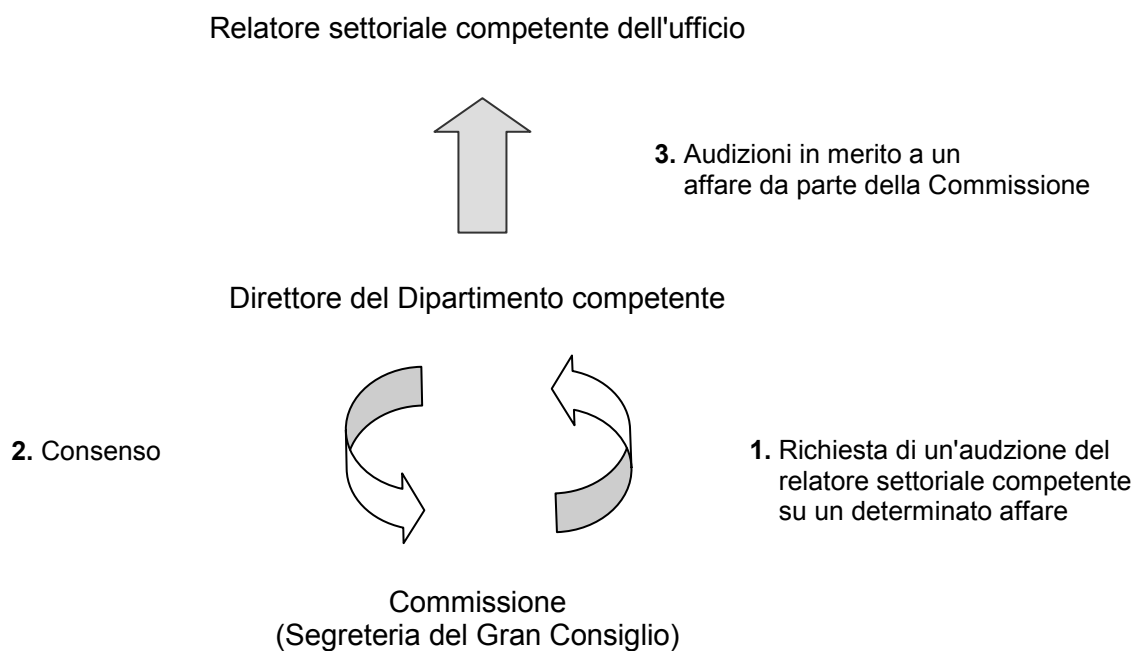 Relatore settoriale competente dell'ufficio
3. Audizioni in merito a un
affare da parte della Commissione
Direttore del Dipartimento competente
2. Consenso
1. Richiesta di un'audzione del
relatore settoriale competente
su un determinato affare
Commissione
(Segreteria del Gran Consiglio)